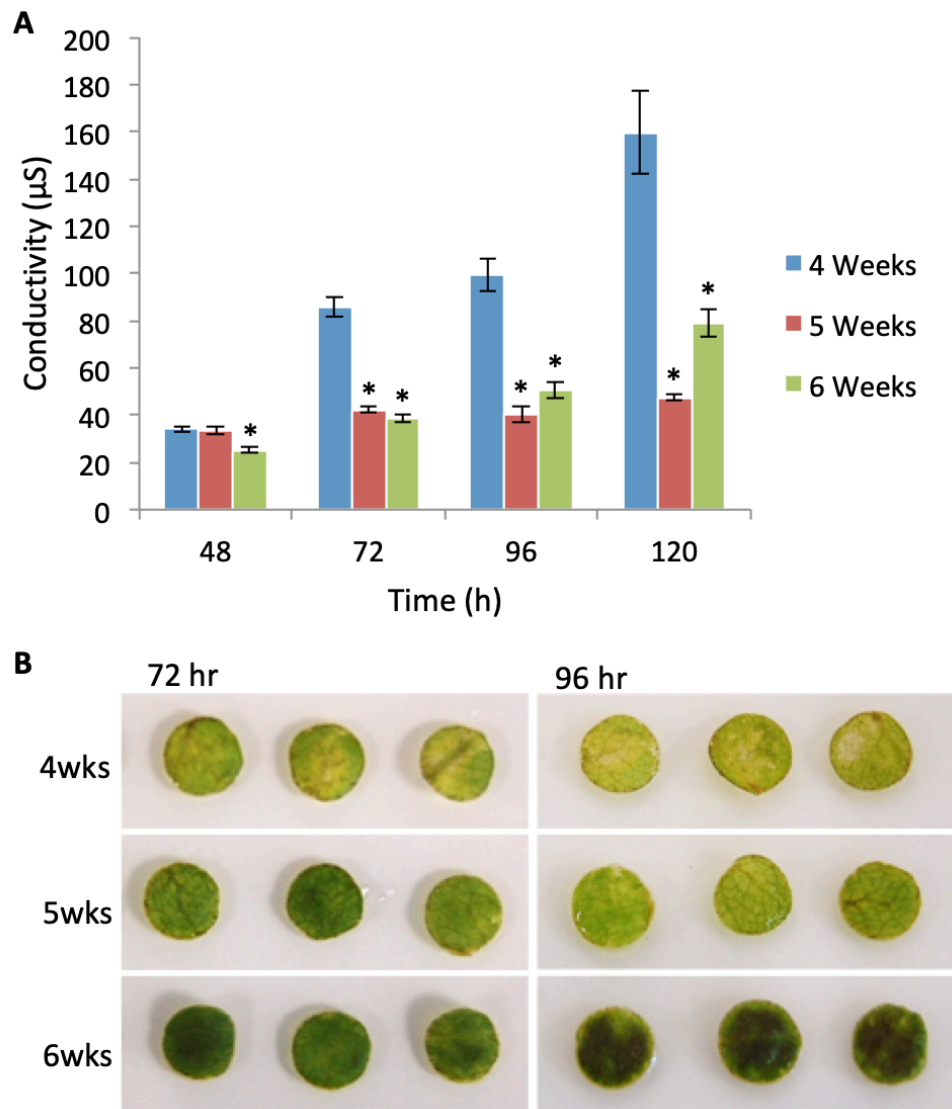 A
200
180
160
140
120
100
80
60
40
20
0
Conductivity (µS)
* * * * * * *
48 72 96 120
Time (h)
4 Weeks
5 Weeks
6 Weeks
B
72 hr
96 hr
4wks
5wks
6wks